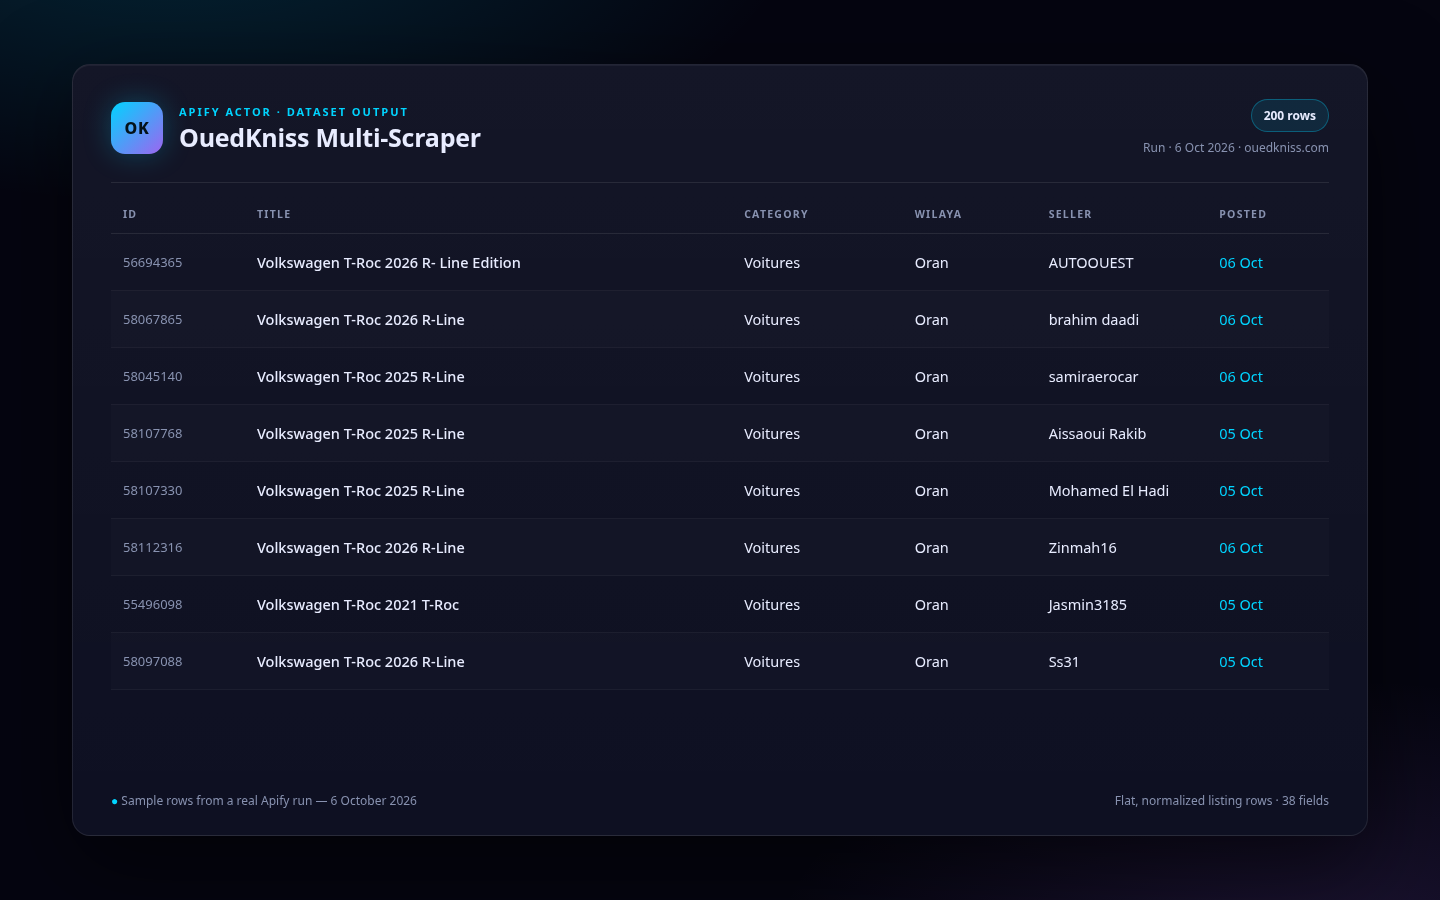 OK
APIFY ACTOR · DATASET OUTPUT
OuedKniss Multi-Scraper
200 rows
Run · 6 Oct 2026 · ouedkniss.com
ID TITLE CATEGORY WILAYA SELLER POSTED
56694365 Volkswagen T-Roc 2026 R- Line Edition Voitures Oran AUTOOUEST 06 Oct
58067865 Volkswagen T-Roc 2026 R-Line Voitures Oran brahim daadi 06 Oct
58045140 Volkswagen T-Roc 2025 R-Line Voitures Oran samiraerocar 06 Oct
58107768 Volkswagen T-Roc 2025 R-Line Voitures Oran Aissaoui Rakib 05 Oct
58107330 Volkswagen T-Roc 2025 R-Line Voitures Oran Mohamed El Hadi 05 Oct
58112316 Volkswagen T-Roc 2026 R-Line Voitures Oran Zinmah16 06 Oct
55496098 Volkswagen T-Roc 2021 T-Roc Voitures Oran Jasmin3185 05 Oct
58097088 Volkswagen T-Roc 2026 R-Line Voitures Oran Ss31 05 Oct
● Sample rows from a real Apify run — 6 October 2026
Flat, normalized listing rows · 38 fields